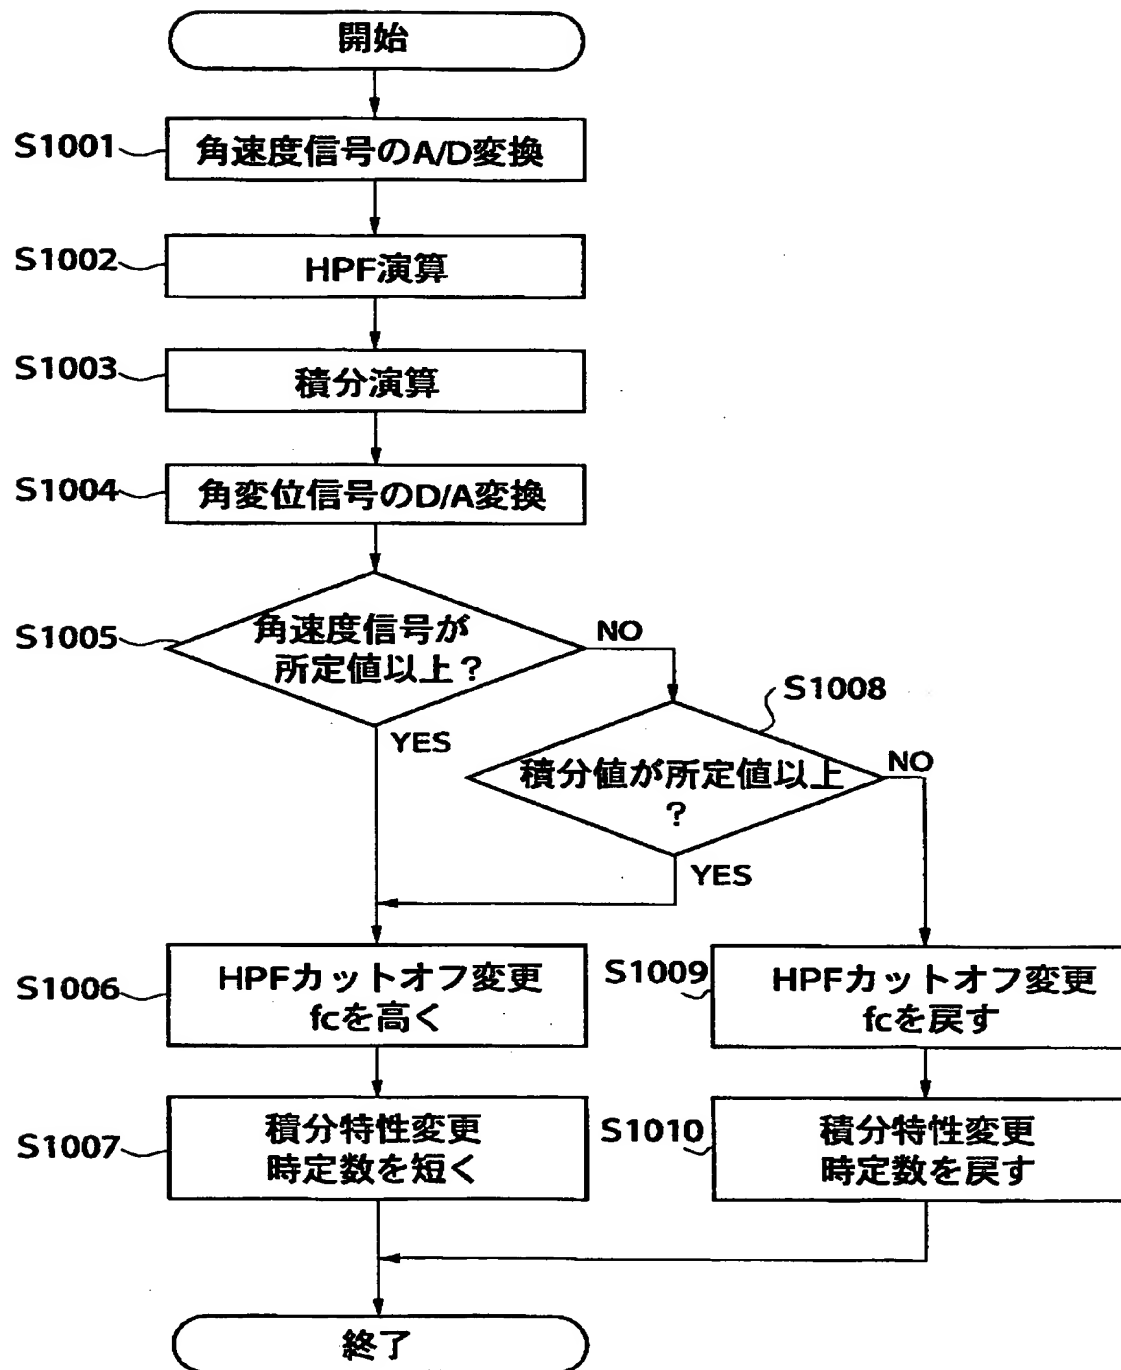 開始
S1001
角速度信号のA/D変換
S1002
HPF演算
S1003
積分演算
S1004
角変位信号のD/A変換
S1005
角速度信号が
所定値以上？
NO
YES
S1008
積分値が所定値以上
？
NO
YES
S1006
HPFカットオフ変更
fcを高く
S1009
HPFカットオフ変更
fcを戻す
S1007
積分特性変更
時定数を短く
S1010
積分特性変更
時定数を戻す
終了